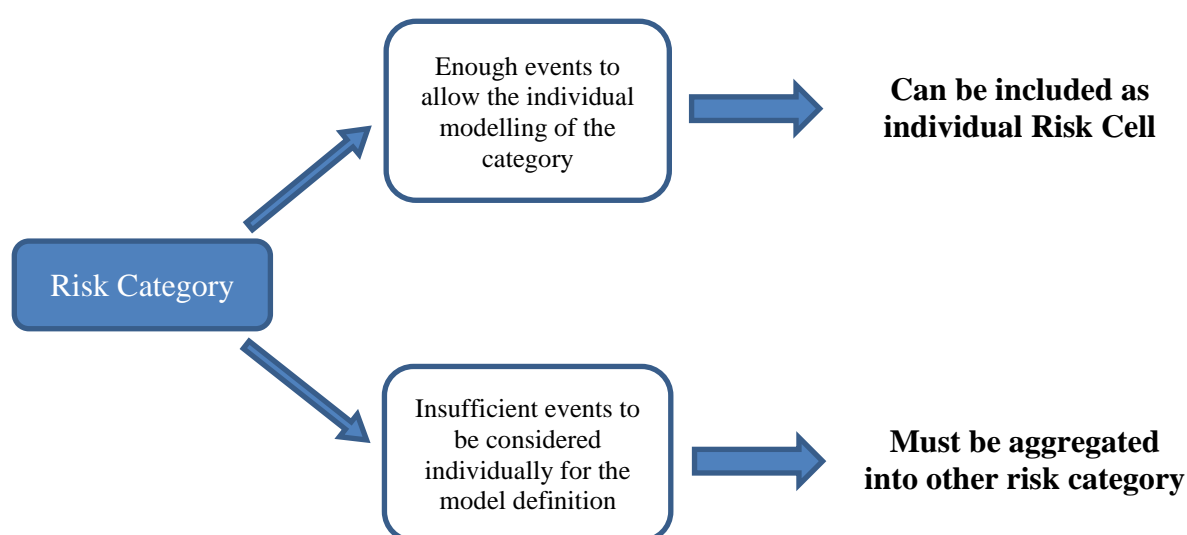 Enough events to
allow the individual
modelling of the
category
Can be included as
individual Risk Cell
Risk Category
Insufficient events to
be considered
individually for the
model definition
Must be aggregated
into other risk category